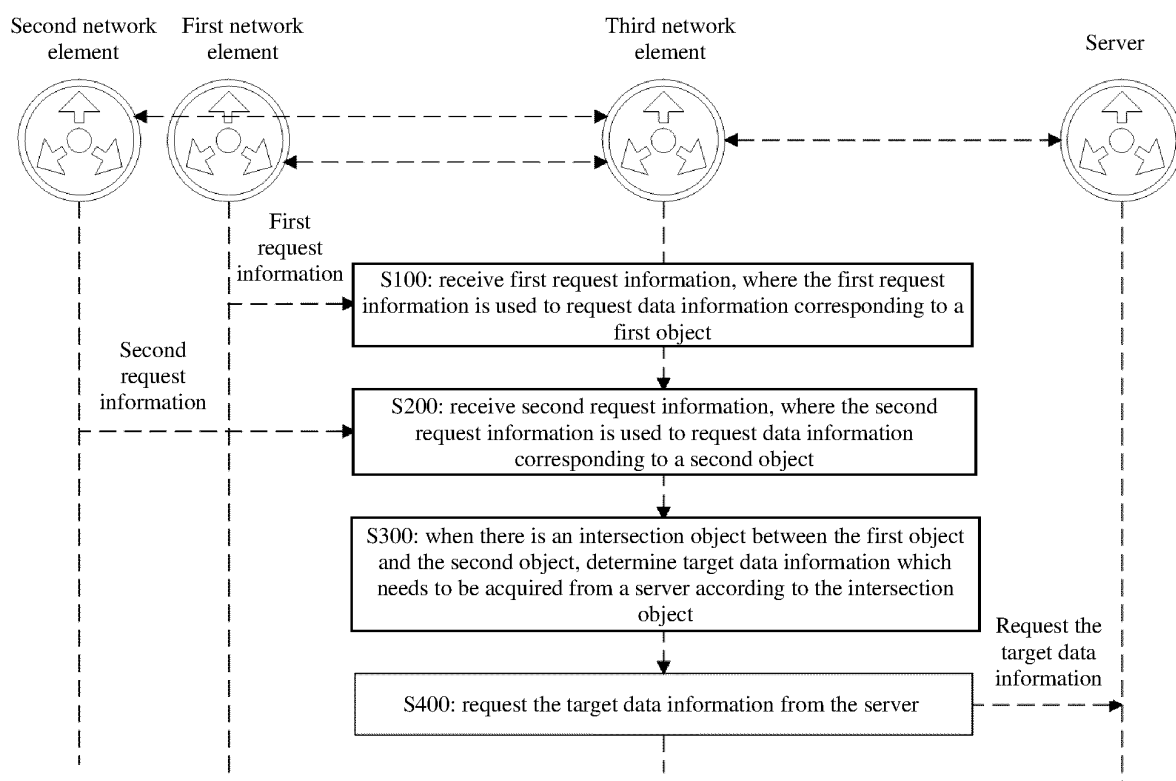 Second network
element
First network
element
Third network
element
Server
First
request
information
S100: receive first request information, where the first request
information is used to request data information corresponding to a
first object
Second
request
information
S200: receive second request information, where the second
request information is used to request data information
corresponding to a second object
S300: when there is an intersection object between the first object
and the second object, determine target data information which
needs to be acquired from a server according to the intersection
object
Request the
target data
information
S400: request the target data information from the server